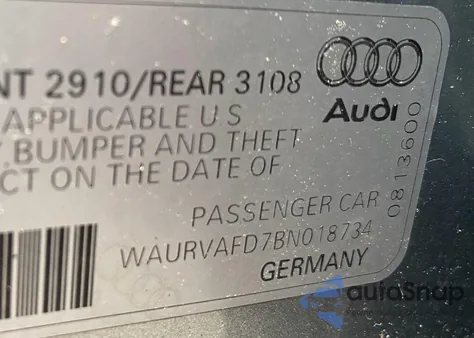 NT 2910/REAR 3108
APPLICABLE U S
BUMPER AND THEFT
CT ON THE DATE OF
Audi
0813600
PASSENGER CAR
WAURVAFD7BN018734
GERMANY
autoSnap